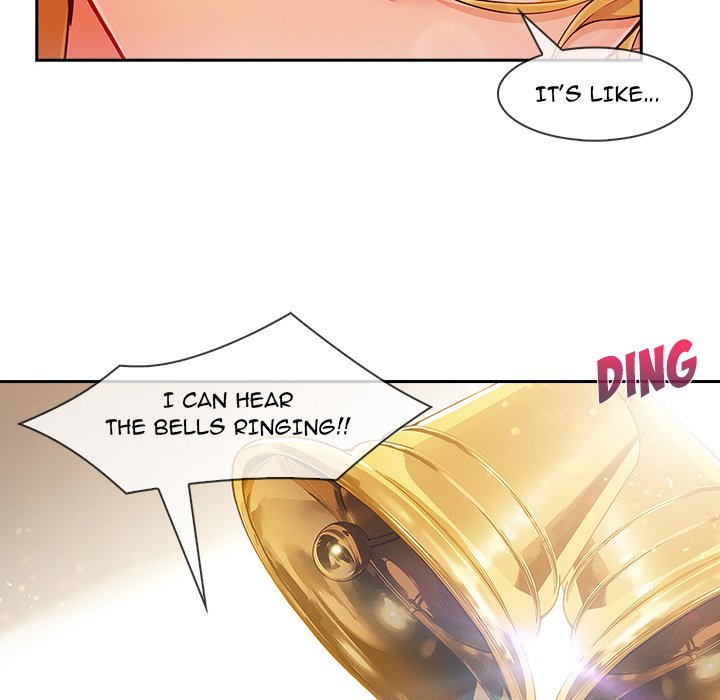 IT'S LIKE...
DING
I CAN HEAR
THE BELLS RINGING!!